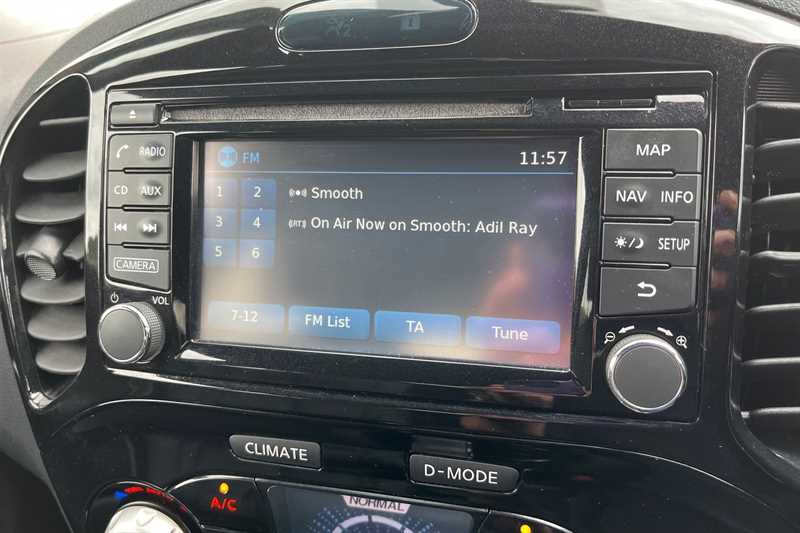 FM 11:57
1 2 Smooth
3 4 On Air Now on Smooth: Adil Ray
5 6
7-12 FM List TA Tune
RADIO
CD AUX
CAMERA
VOL
MAP
NAV INFO
SETUP
CLIMATE
D-MODE
A/C
NORMAL